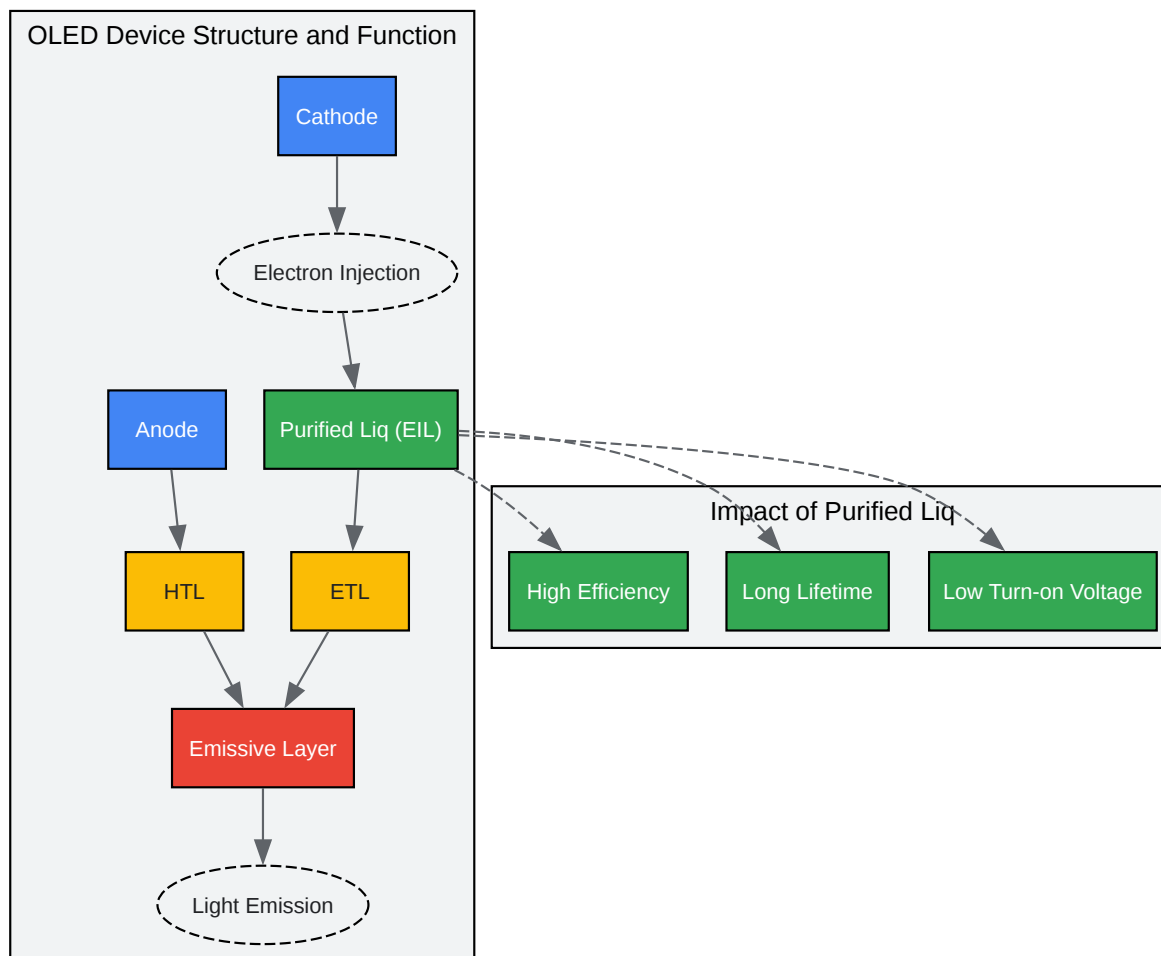 OLED Device Structure and Function
Cathode
Electron Injection
Anode
Purified Liq (EIL)
Impact of Purified Liq
HTL
ETL
High Efficiency
Long Lifetime
Low Turn-on Voltage
Emissive Layer
Light Emission